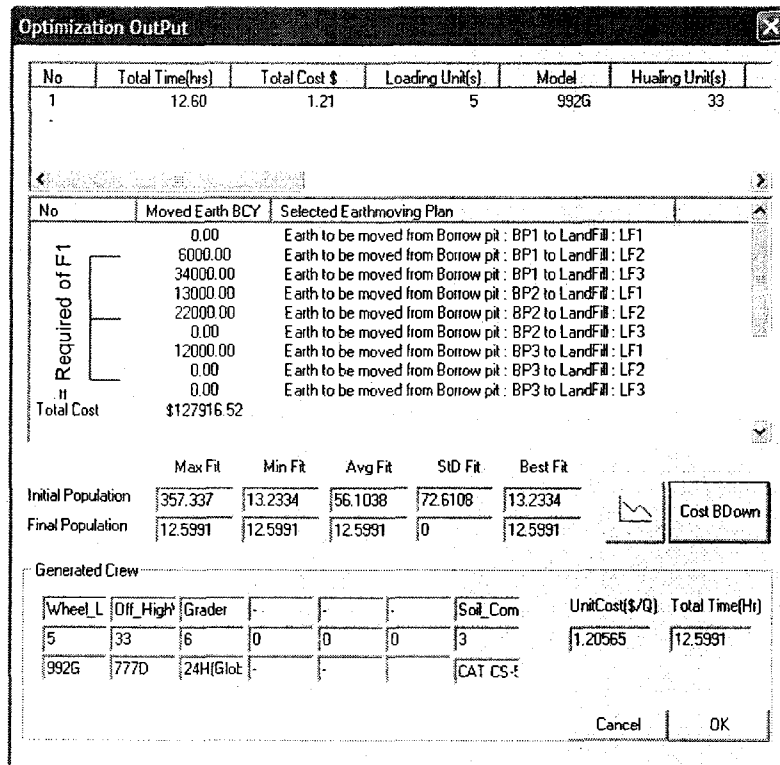 Optimization OutPut
No Total Time(hrs) Total Cost $ Loading Unit(s) Model Hualing Unit(s)
1 12.60 1.21 5 992G 33
No Moved Earth BCY Selected Earthmoving Plan
0.00 Earth to be moved from Borrow pit : BP1 to LandFill : LF1
6000.00 Earth to be moved from Borrow pit : BP1 to LandFill : LF2
34000.00 Earth to be moved from Borrow pit : BP1 to LandFill : LF3
13000.00 Earth to be moved from Borrow pit : BP2 to LandFill : LF1
22000.00 Earth to be moved from Borrow pit : BP2 to LandFill : LF2
0.00 Earth to be moved from Borrow pit : BP2 to LandFill : LF3
12000.00 Earth to be moved from Borrow pit : BP3 to LandFill : LF1
0.00 Earth to be moved from Borrow pit : BP3 to LandFill : LF2
0.00 Earth to be moved from Borrow pit : BP3 to LandFill : LF3
= Required of F1
Total Cost $127916.52
Max Fit Min Fit Avg Fit StD Fit Best Fit
Initial Population 357.337 13.2334 56.1038 72.6108 13.2334
Cost BDown
Final Population 12.5991 12.5991 12.5991 0 12.5991
Generated Crew
Wheel_L Off_High Grader - - - Soil_Com UnitCost($/Q) Total Time(Hr)
5 33 6 0 0 0 3 1.20565 12.5991
992G 777D 24H(Glob - - CAT CS-5
Cancel OK